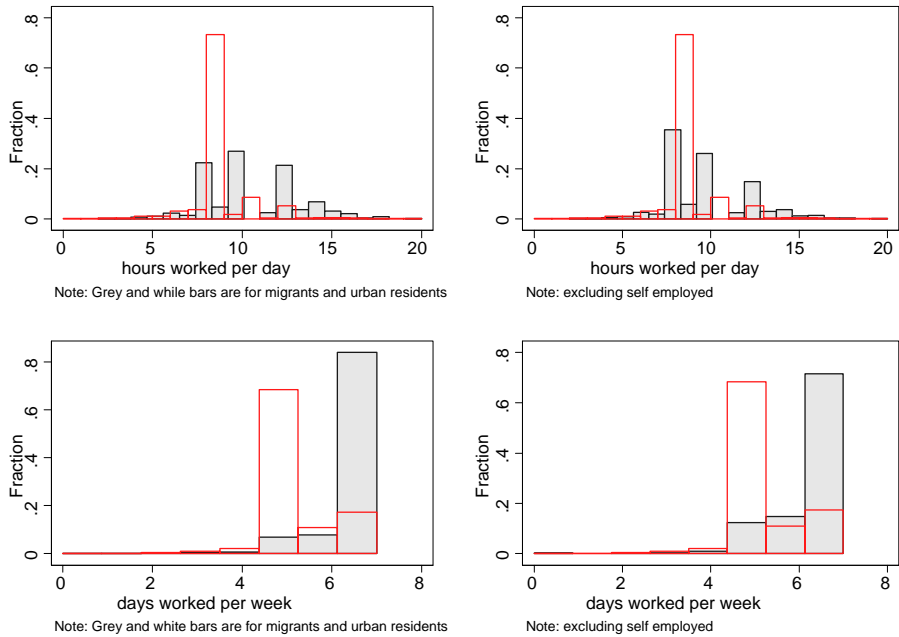 .8
.6
.4
.2
0
Fraction
0 5 10 15 20
hours worked per day
Note: Grey and white bars are for migrants and urban residents
.8
.6
.4
.2
0
Fraction
0 5 10 15 20
hours worked per day
Note: excluding self employed
.8
.6
.4
.2
0
Fraction
0 2 4 6 8
days worked per week
Note: Grey and white bars are for migrants and urban residents
.8
.6
.4
.2
0
Fraction
0 2 4 6 8
days worked per week
Note: excluding self employed